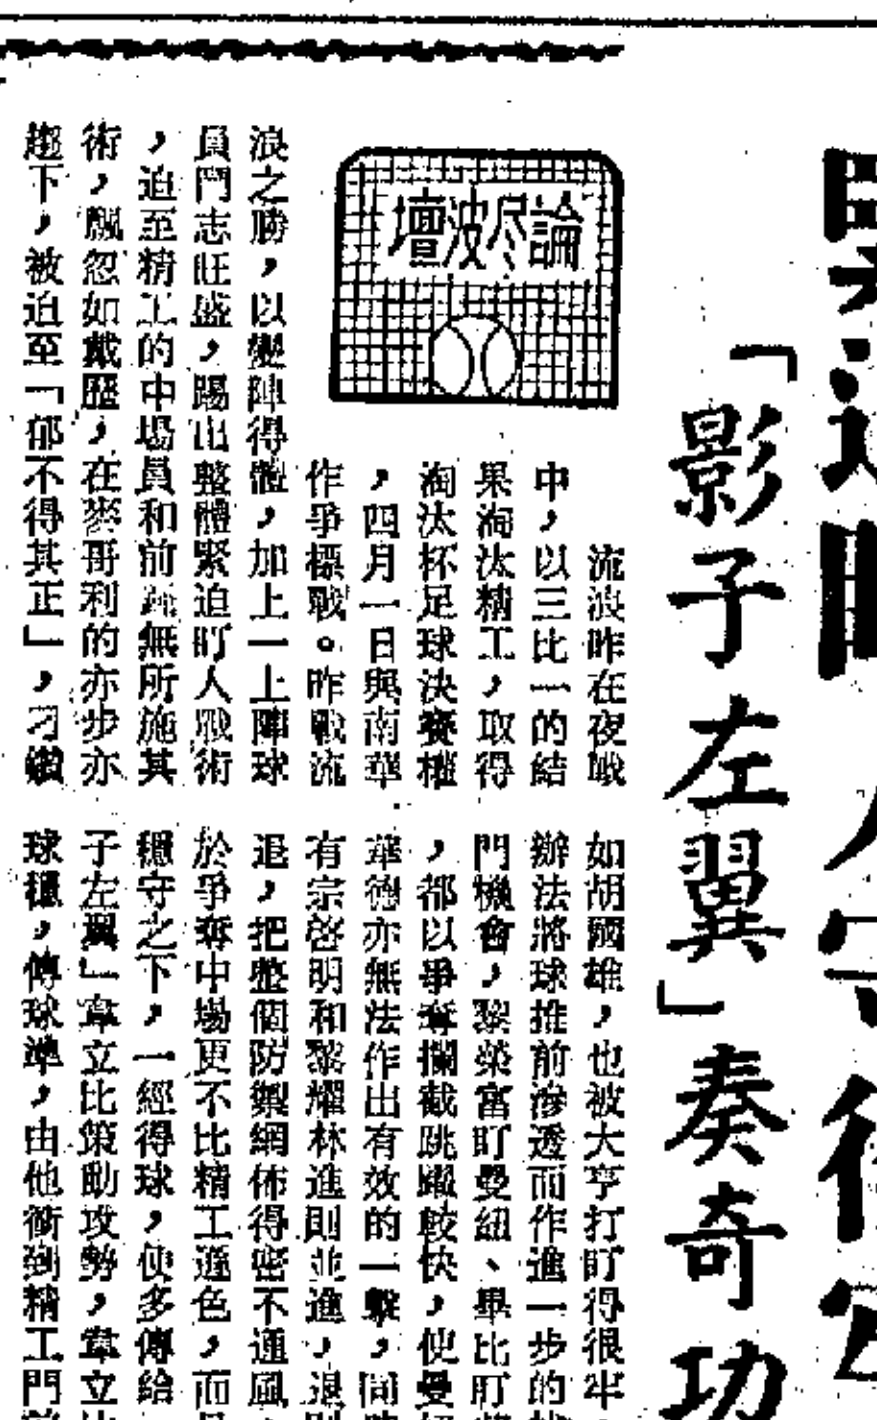 「影子左翼」奏奇功
論尽波壇
流浪昨在夜戰
中，以三比一的結
果淘汰精工，取得
淘汰杯足球決賽權
，四月一日與南華
作爭標戰。昨戰流
浪之勝，以變陣得體，加上一上陣球
員鬥志旺盛，踢出整體緊迫盯人戰術
，迫至精工的中場員和前鋒無所施其
術，飄忽如戴歷，在麥哥利的亦步亦
趨下，被迫至「郁不得其正」，刁鑽
如胡國雄，也被大亨打盯得很牢
辦法將球推前滲透而作進一步的
門機會，黎榮富盯曼紐、畢比盯
，都以爭奪攔截跳躍較快，使曼
華德亦無法作出有效的一擊，同時
有宗啓明和黎耀林進則並進，退則
退，把整個防禦網佈得密不通風
於爭奪中場更不比精工遜色，而
穩守之下，一經得球，便多傳給
子左翼」韋立比策動攻勢，韋立比
球穩，傳球準，由他衝到精工門前